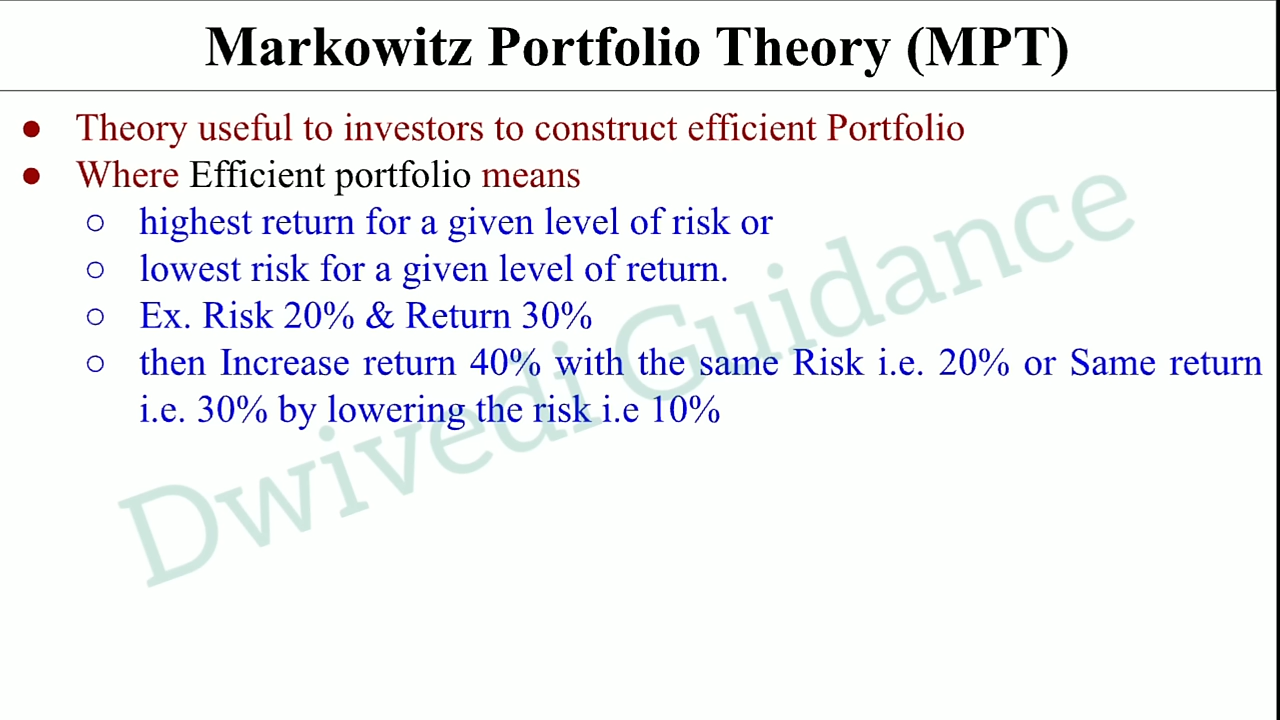 Markowitz Portfolio Theory (MPT)
● Theory useful to investors to construct efficient Portfolio
● Where Efficient portfolio means
○ highest return for a given level of risk or
○ lowest risk for a given level of return.
○ Ex. Risk 20% & Return 30%
○ then Increase return 40% with the same Risk i.e. 20% or Same return
i.e. 30% by lowering the risk i.e 10%
Dwivedi Guidance